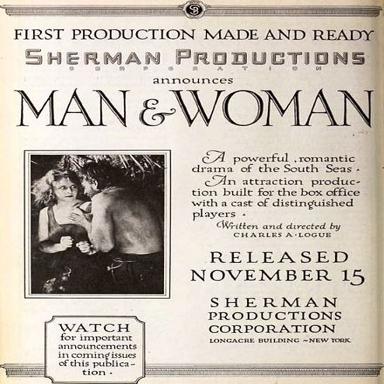 SP
FIRST PRODUCTION MADE AND READY
SHERMAN PRODUCTIONS
CORPORATION
announces
MAN & WOMAN
A powerful, romantic
drama of the South Seas.
An attraction produc-
tion built for the box office
with a cast of distinguished
players.
Written and directed by
CHARLES A. LOGUE
RELEASED
NOVEMBER 15
SHERMAN
PRODUCTIONS
CORPORATION
LONGACRE BUILDING ~ NEW YORK
WATCH
for important
announcements
in coming issues
of this publica-
tion.